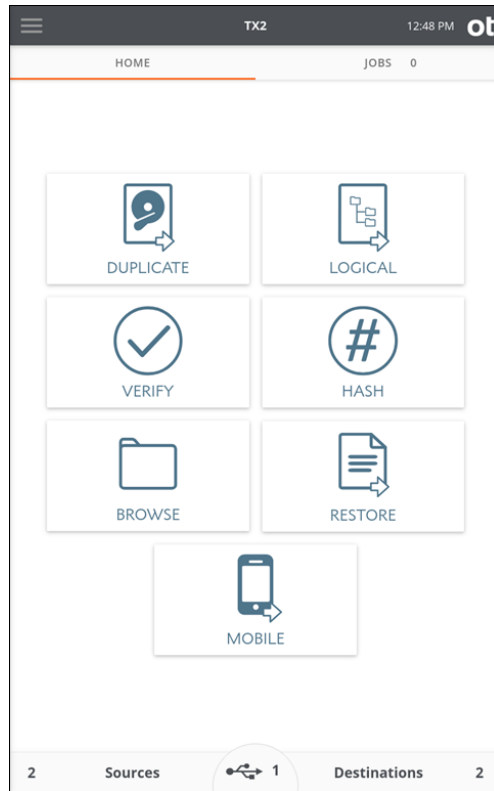 TX2 12:48 PM ot
HOME JOBS 0
DUPLICATE LOGICAL
VERIFY # HASH
BROWSE RESTORE
MOBILE
2 Sources 1 Destinations 2